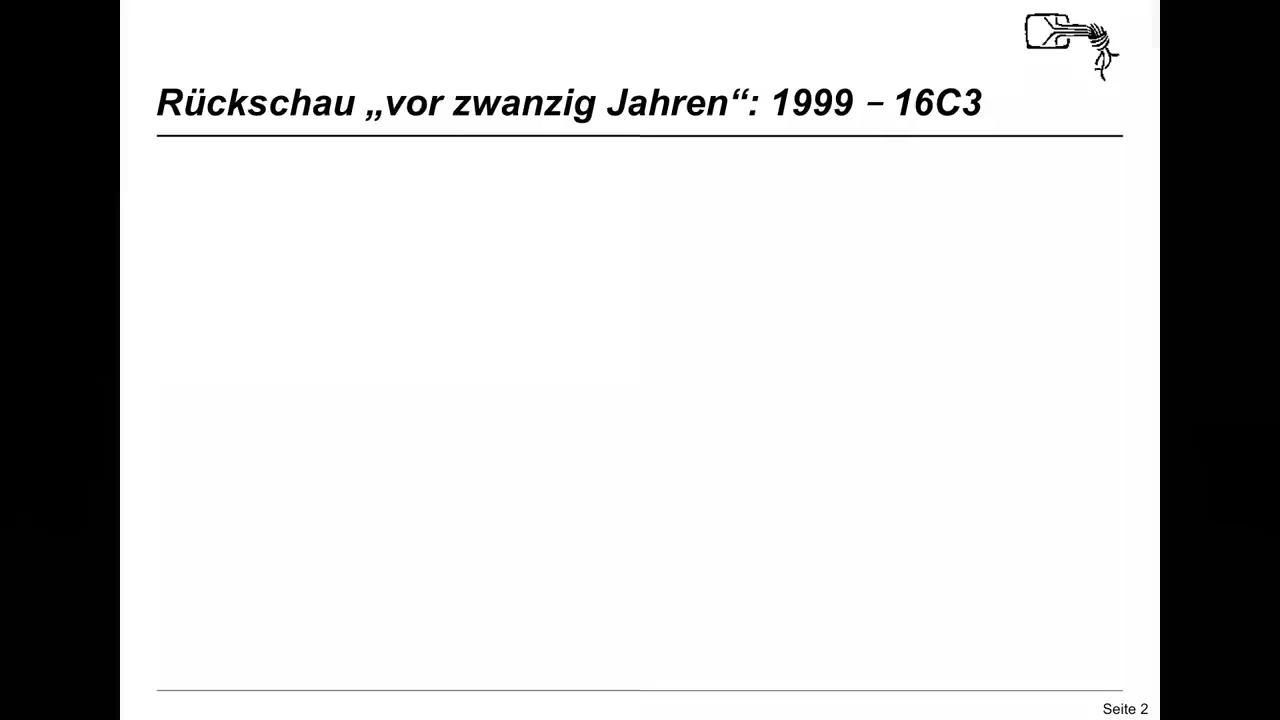 Rückschau „vor zwanzig Jahren“: 1999 – 16C3
Seite 2